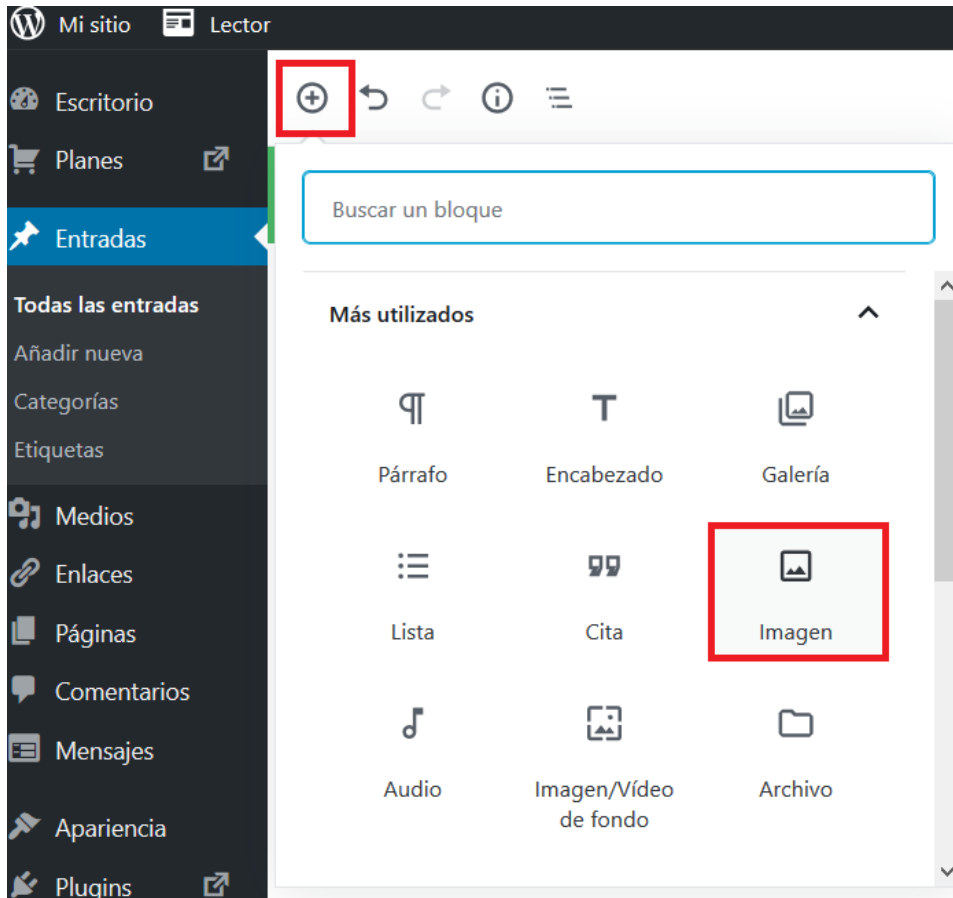 Mi sitio
Lector
Escritorio
Planes
Entradas
Todas las entradas
Añadir nueva
Categorías
Etiquetas
Medios
Enlaces
Páginas
Comentarios
Mensajes
Apariencia
Plugins
Buscar un bloque
Más utilizados
Párrafo
Encabezado
Galería
Lista
Cita
Imagen
Audio
Imagen/Vídeo
de fondo
Archivo